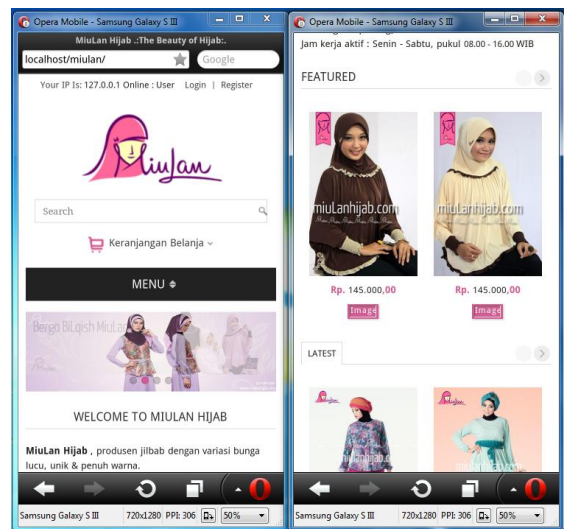 Opera Mobile - Samsung Galaxy S III
MiuLan Hijab .:The Beauty of Hijab:.
localhost/miulan/
Google
Your IP Is: 127.0.0.1 Online : User Login | Register
MiuLan
Search
Keranjangan Belanja
MENU
Bergo BiLqish MiuLan
WELCOME TO MIULAN HIJAB
MiuLan Hijab , produsen jilbab dengan variasi bunga
lucu, unik & penuh warna.
Samsung Galaxy S III 720x1280 PPI: 306 50%
Opera Mobile - Samsung Galaxy S III
Jam kerja aktif : Senin - Sabtu, pukul 08.00 - 16.00 WIB
FEATURED
miuLanhijab.com
miuLanhijab.com
Rp. 145.000,00
Rp. 145.000,00
Image
Image
LATEST
Samsung Galaxy S III 720x1280 PPI: 306 50%